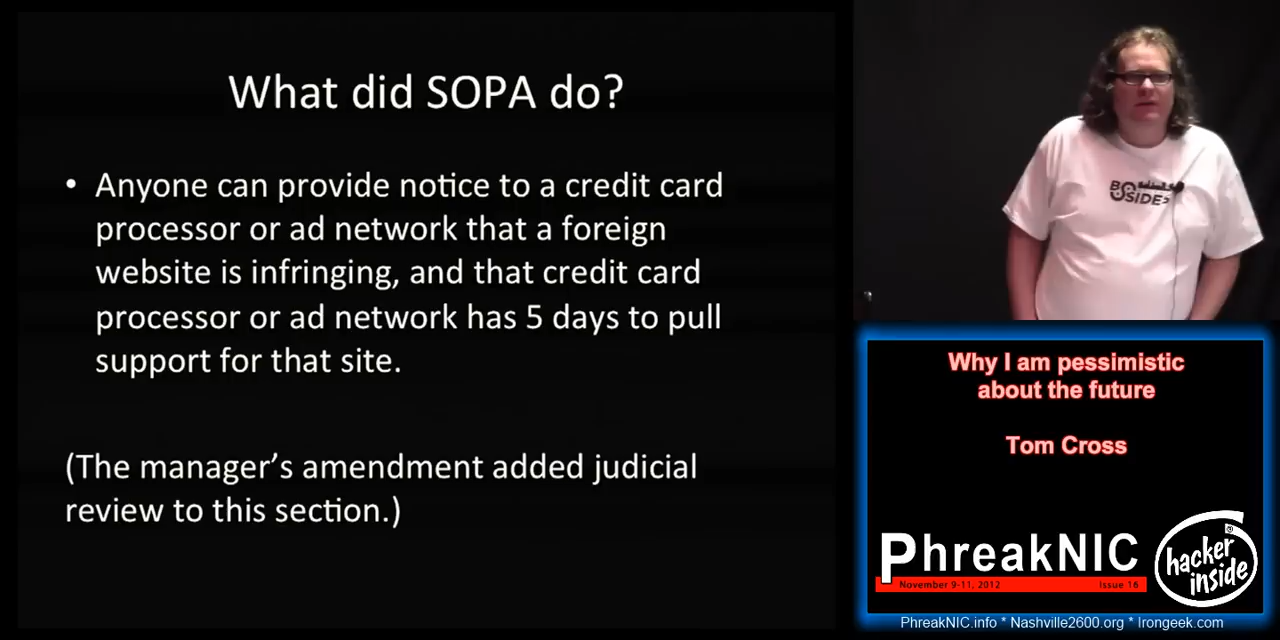 What did SOPA do?
• Anyone can provide notice to a credit card
processor or ad network that a foreign
website is infringing, and that credit card
processor or ad network has 5 days to pull
support for that site.
(The manager's amendment added judicial
review to this section.)
SIDES
Why I am pessimistic
about the future
Tom Cross
PhreakNIC
November 9-11, 2012
Issue 16
hacker
inside
PhreakNIC.info * Nashville2600.org * Irongeek.com